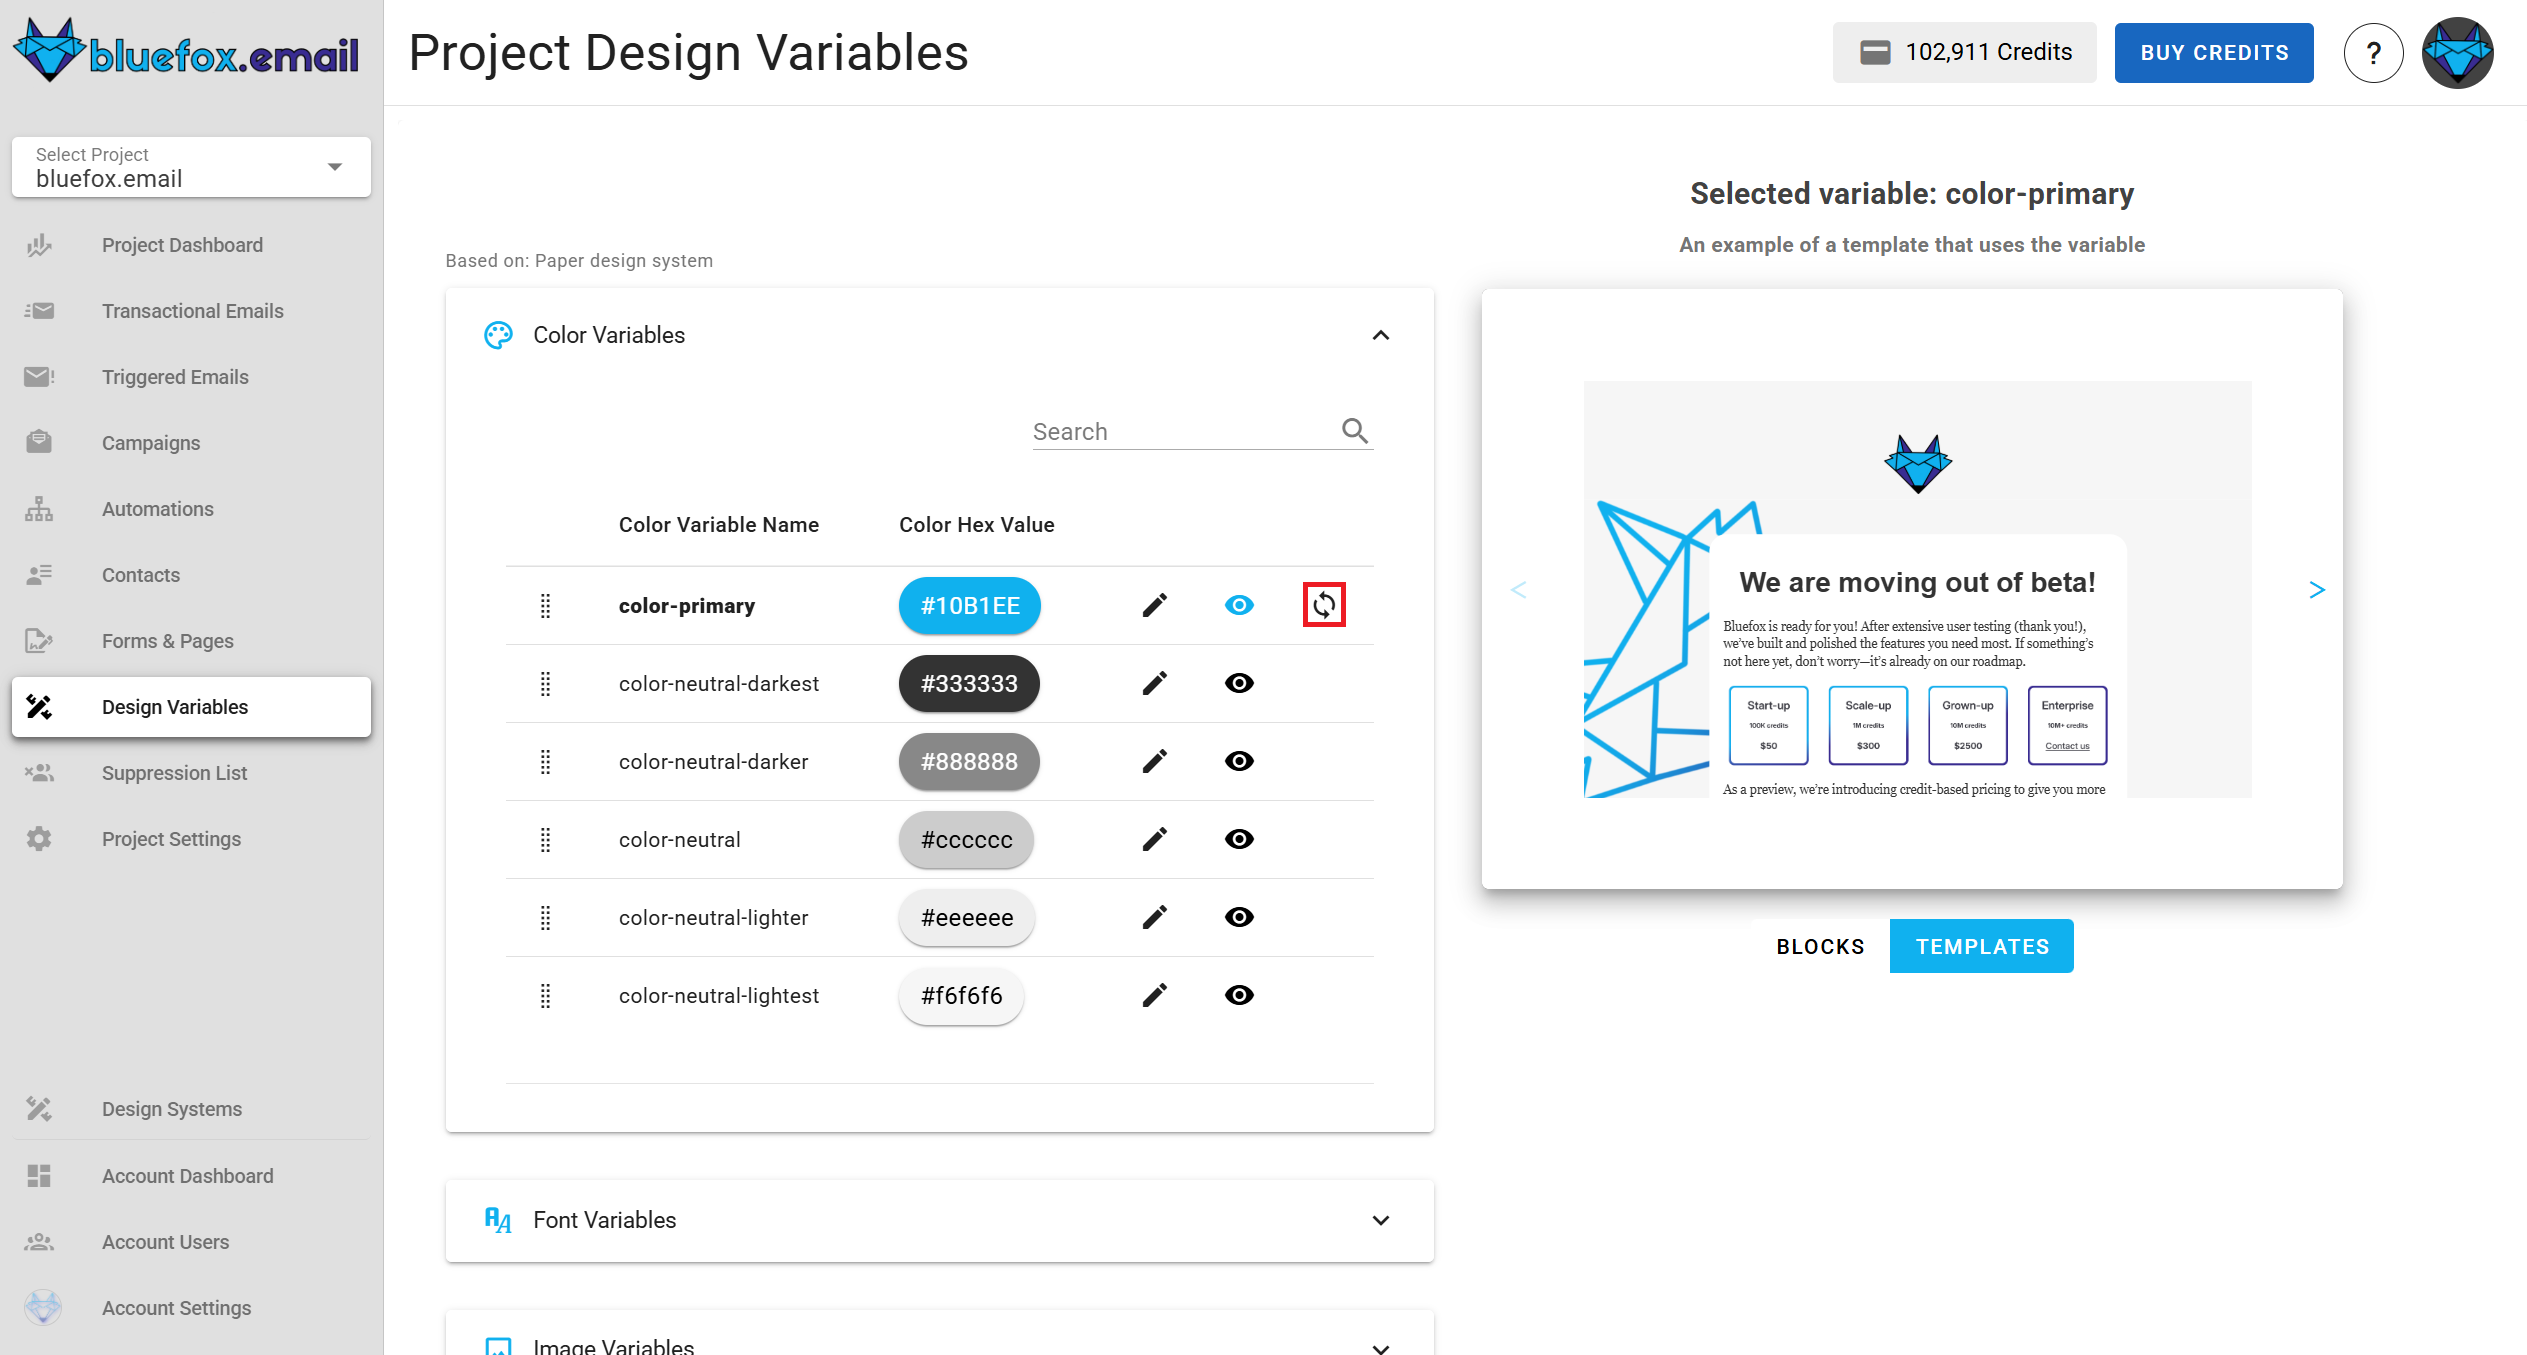 bluefox.email
Project Design Variables
102,911 Credits
BUY CREDITS
?
Select Project
bluefox.email
Project Dashboard
Transactional Emails
Triggered Emails
Campaigns
Automations
Contacts
Forms & Pages
Design Variables
Suppression List
Project Settings
Design Systems
Account Dashboard
Account Users
Account Settings
Based on: Paper design system
Color Variables
Search
Color Variable Name Color Hex Value
color-primary #10B1EE
color-neutral-darkest #333333
color-neutral-darker #888888
color-neutral #cccccc
color-neutral-lighter #eeeeee
color-neutral-lightest #f6f6f6
Font Variables
Image Variables
Selected variable: color-primary
An example of a template that uses the variable
We are moving out of beta!
Bluefox is ready for you! After extensive user testing (thank you!),
we've built and polished the features you need most. If something's
not here yet, don't worry—it's already on our roadmap.
Start-up Scale-up Grown-up Enterprise
100K credits 1M credits 10M credits 10M+ credits
$50 $300 $2500 Contact us
As a preview, we're introducing credit-based pricing to give you more
< >
BLOCKS TEMPLATES